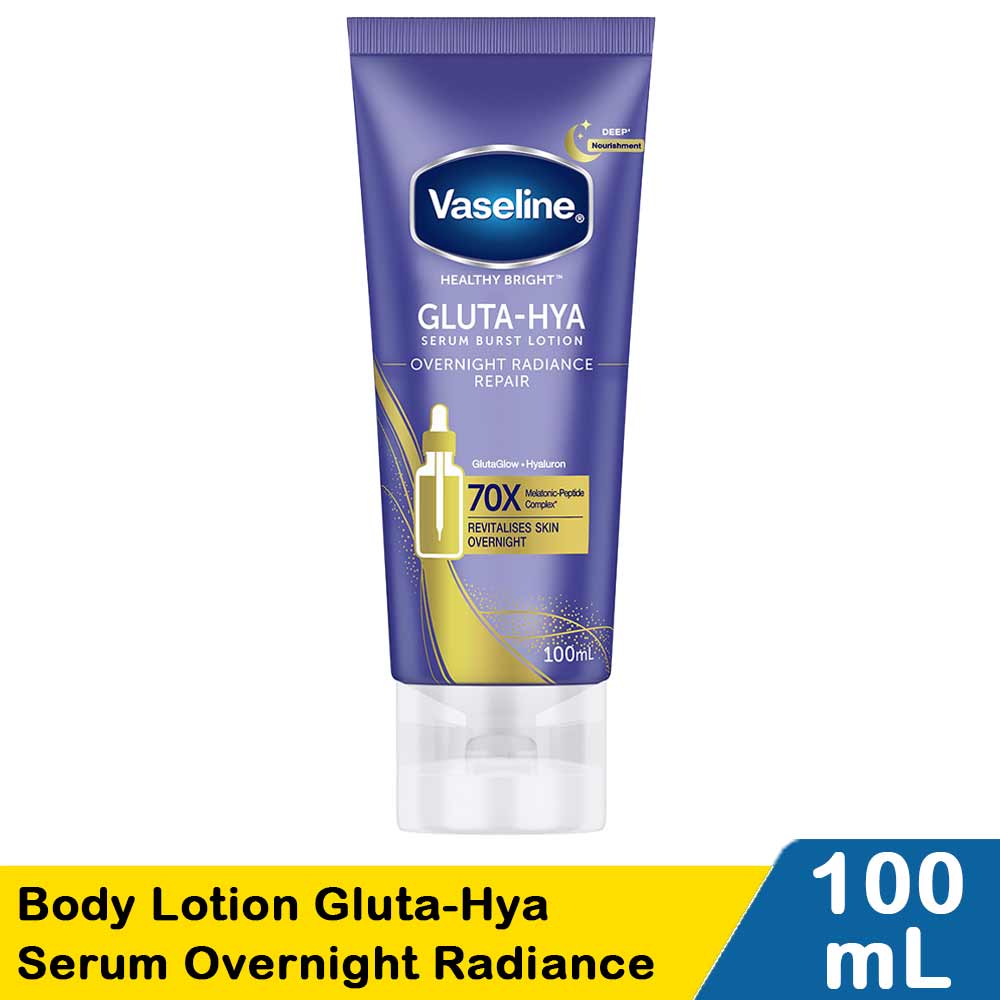 DEEP*
Nourishment
Vaseline®
HEALTHY BRIGHT™
GLUTA-HYA
SERUM BURST LOTION
OVERNIGHT RADIANCE
REPAIR
GlutaGlow • Hyaluron
70X Melatonic-Peptide
Complex*
REVITALISES SKIN
OVERNIGHT
100mL
Body Lotion Gluta-Hya
Serum Overnight Radiance
100
mL